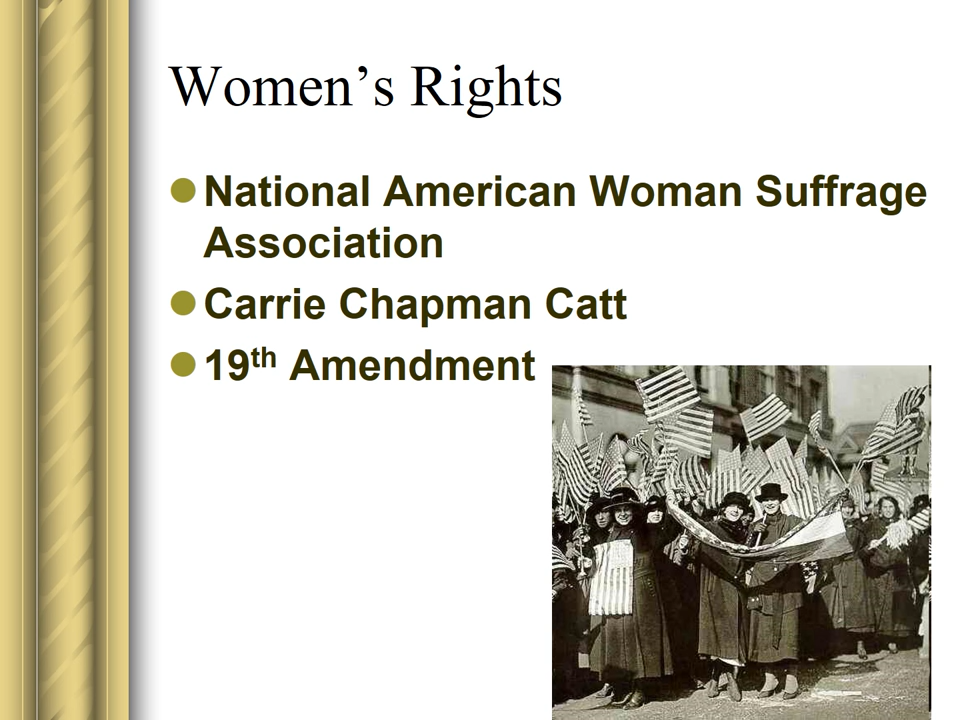 Women’s Rights
National American Woman Suffrage
Association
Carrie Chapman Catt
19th Amendment